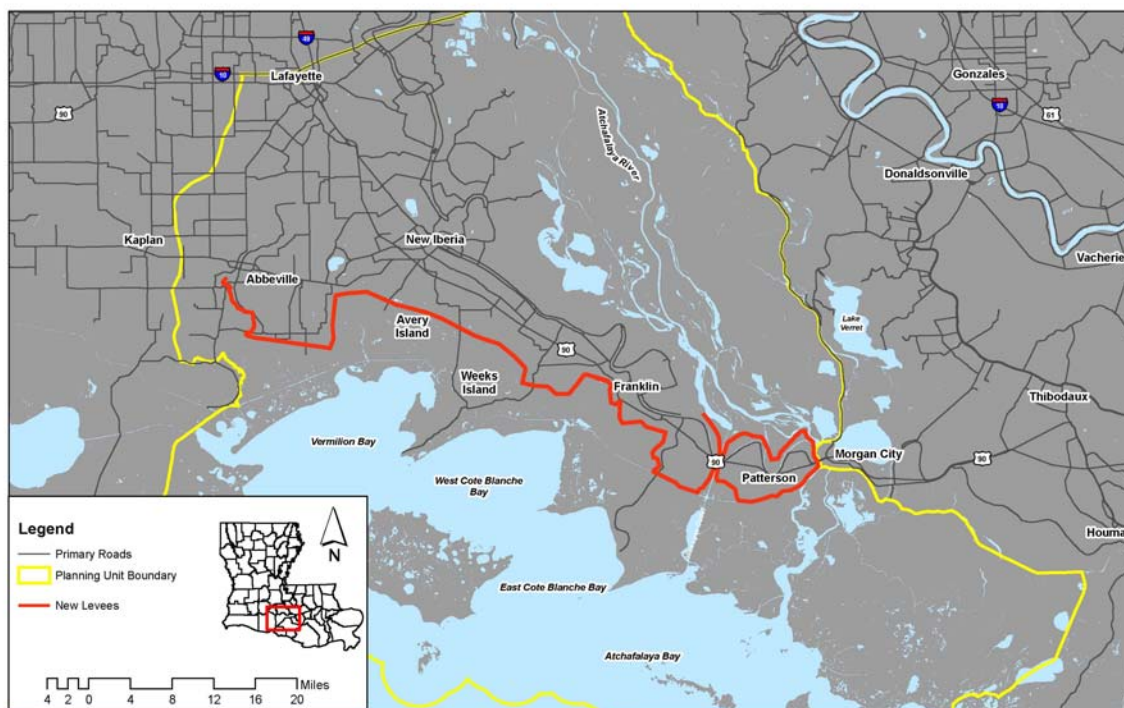 49
10
Lafayette
90
Gonzales
10
61
Atchafalaya River
Donaldsonville
Kaplan
New Iberia
Vacherie
Abbeville
Avery
Island
Lake
Verret
90
Weeks
Island
Franklin
Thibodaux
Vermilion Bay
90
Morgan City
90
Patterson
West Cote Blanche
Bay
Houma
East Cote Blanche Bay
Atchafalaya Bay
Legend
Primary Roads
Planning Unit Boundary
New Levees
N
Miles
4 2 0 4 8 12 16 20